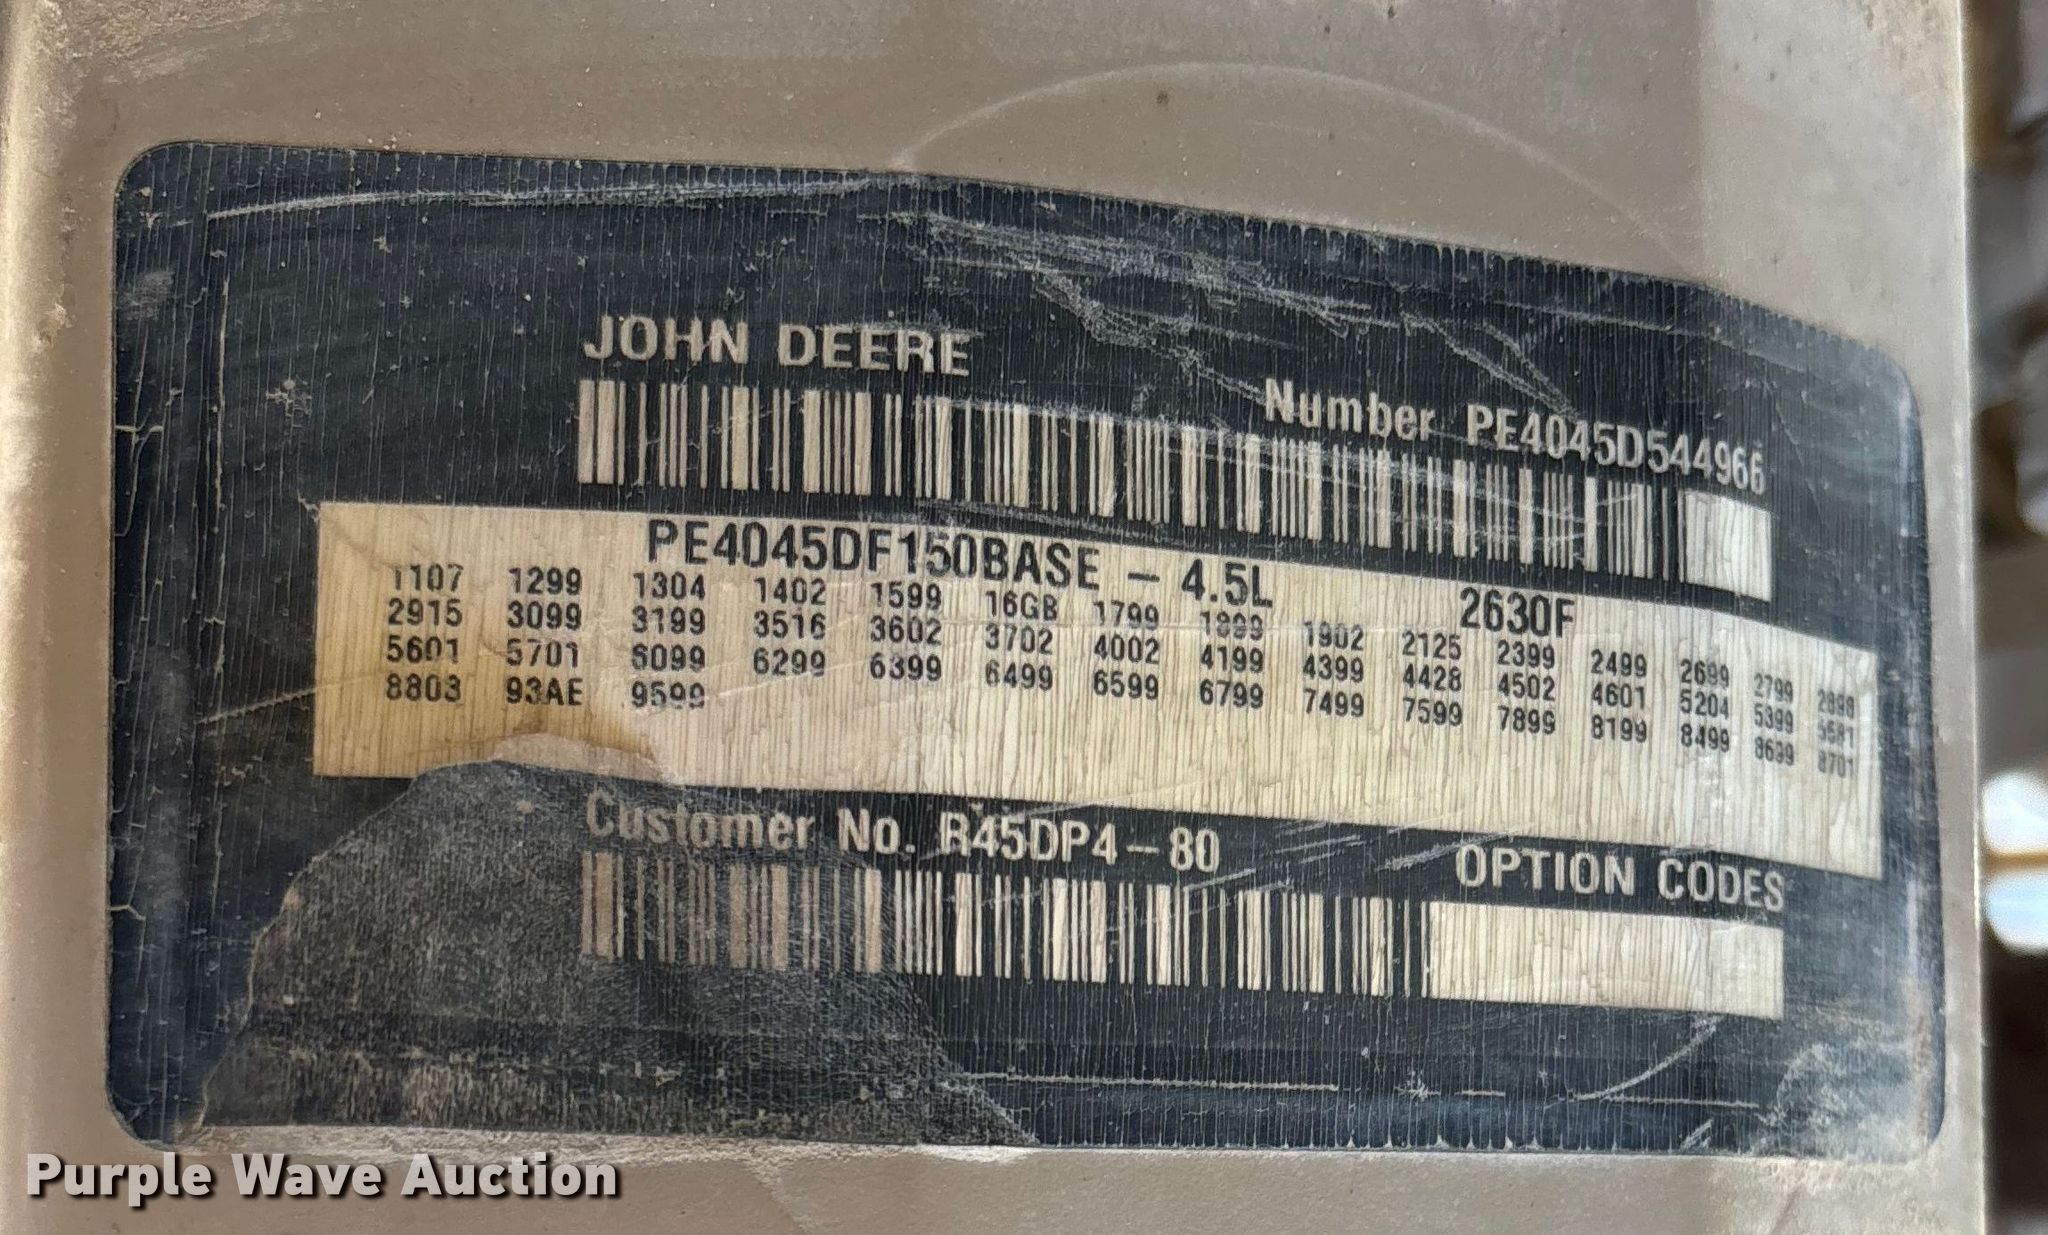 JOHN DEERE
Number PE4045D544966
PE4045DF150BASE - 4.5L 2630F
1107 1299 1304 1402 1599 16GB 1799 1899 1902 2125 2399 2499 2699 2799 2898
2915 3099 3199 3516 3602 3702 4002 4199 4399 4428 4502 4601 5204 5399 5581
5601 5701 6099 6299 6399 6499 6599 6799 7499 7599 7899 8199 8499 8699 8701
8803 93AE 9599
Customer No. R45DP4-80
OPTION CODES
Purple Wave Auction